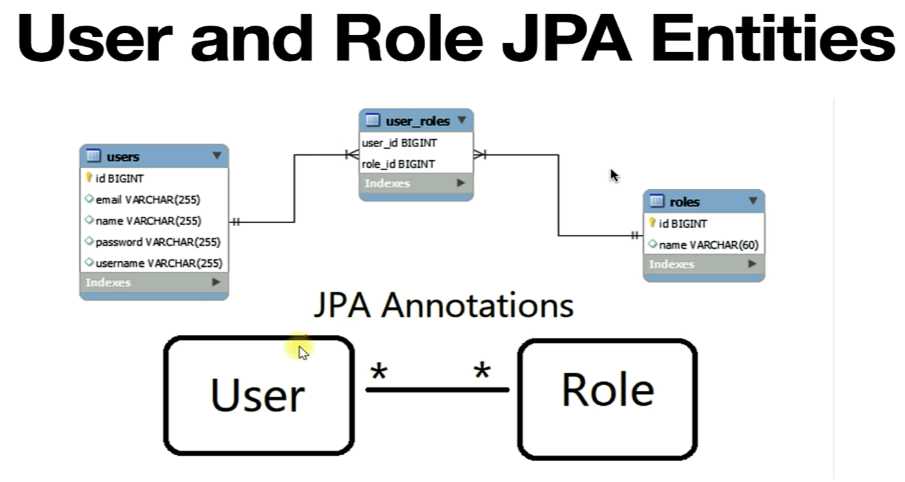 User and Role JPA Entities
user_roles
user_id BIGINT
role_id BIGINT
Indexes
users
id BIGINT
email VARCHAR(255)
name VARCHAR(255)
password VARCHAR(255)
username VARCHAR(255)
Indexes
roles
id BIGINT
name VARCHAR(60)
Indexes
JPA Annotations
User
* *
Role